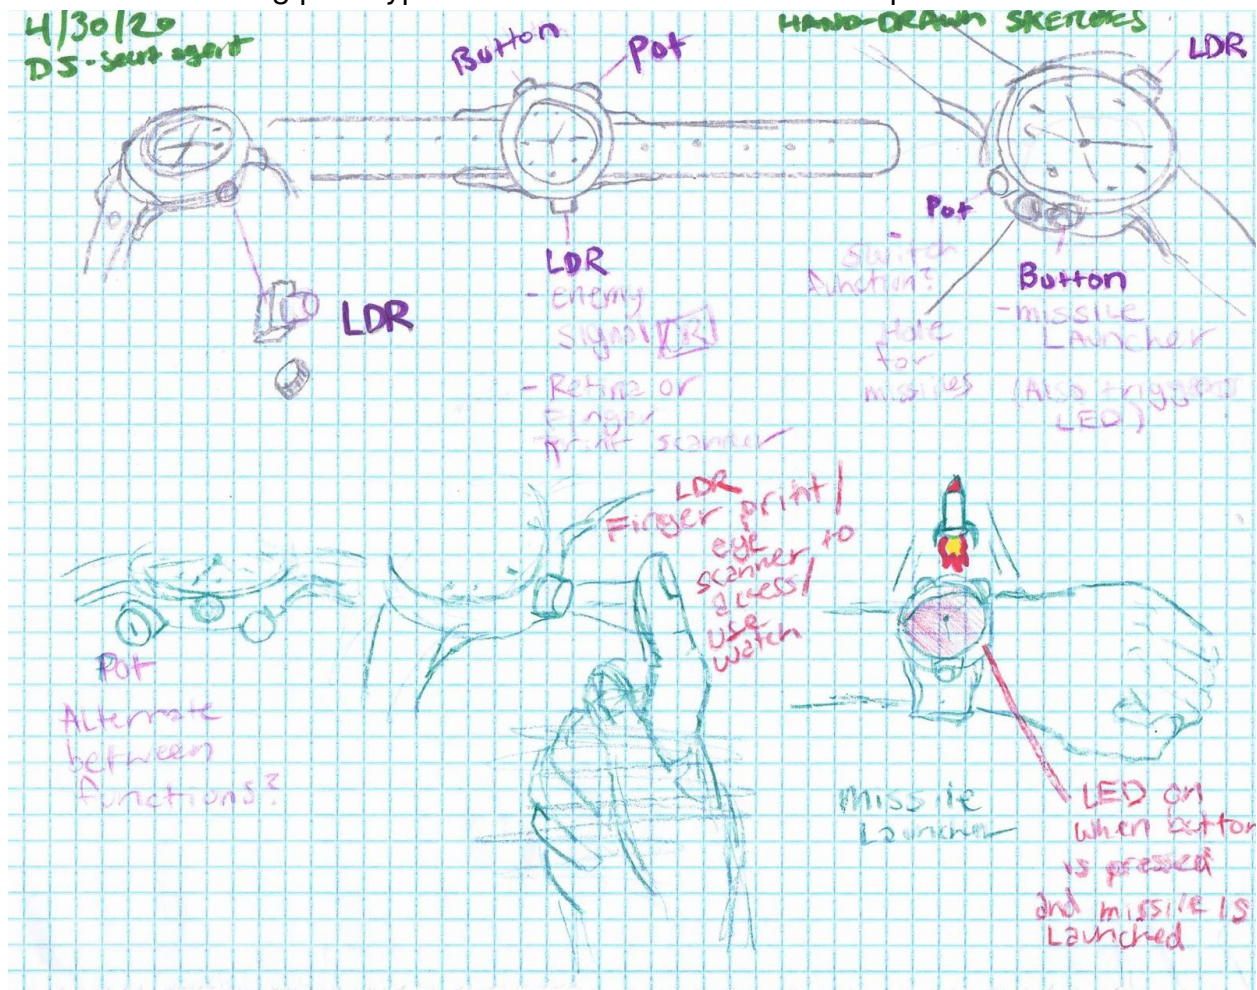 4/30/20
DJ-secret agent
HAND-DRAWN SKETCHES
Button
Pot
LDR
LDR
LDR
- enemy
signal IR
- Retina or
Finger
print scanner
Pot
- switch
function?
Hole
for
missiles
Button
- missile
Launcher
(Also triggers
LED)
Pot
Alternate
between
functions?
LDR
Finger print/
eye
scanner to
access/
use
watch
missile
Launcher
LED on
when button
is pressed
and missile is
Launched